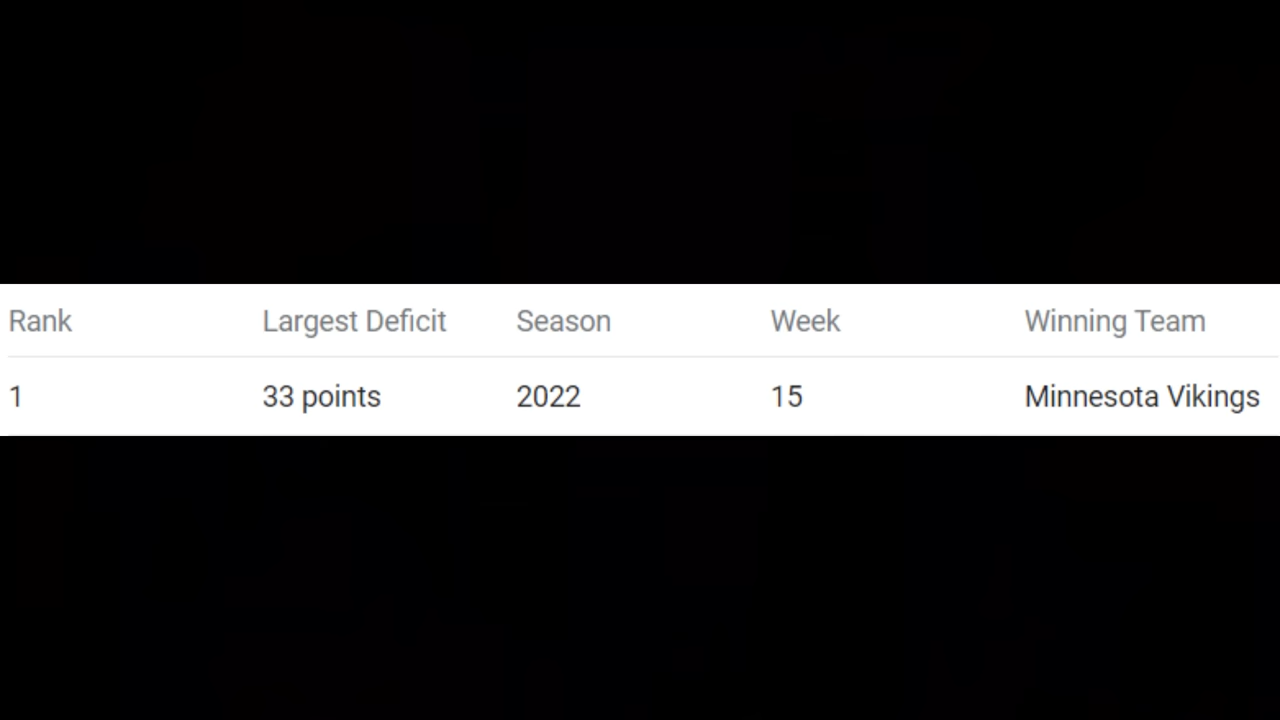 Rank Largest Deficit Season Week Winning Team
1 33 points 2022 15 Minnesota Vikings